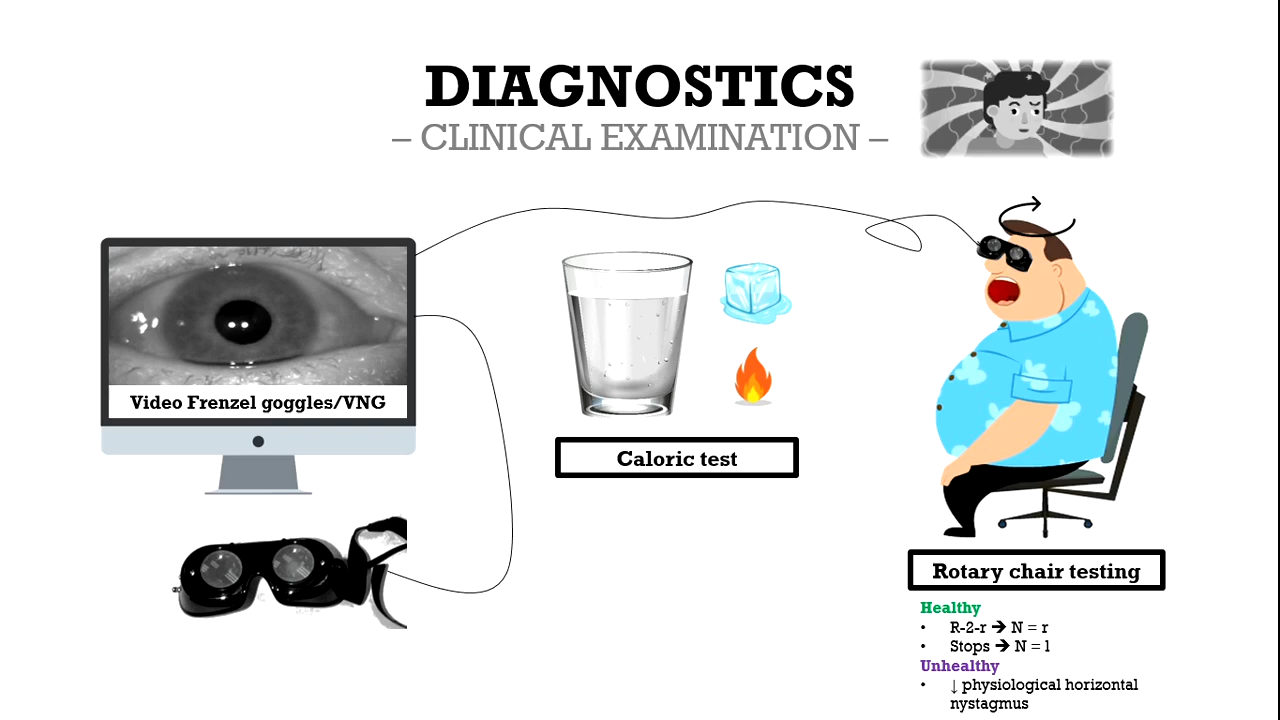 DIAGNOSTICS
– CLINICAL EXAMINATION –
Video Frenzel goggles/VNG
Caloric test
Rotary chair testing
Healthy
• R-2-r → N = r
• Stops → N = l
Unhealthy
• ↓ physiological horizontal
nystagmus